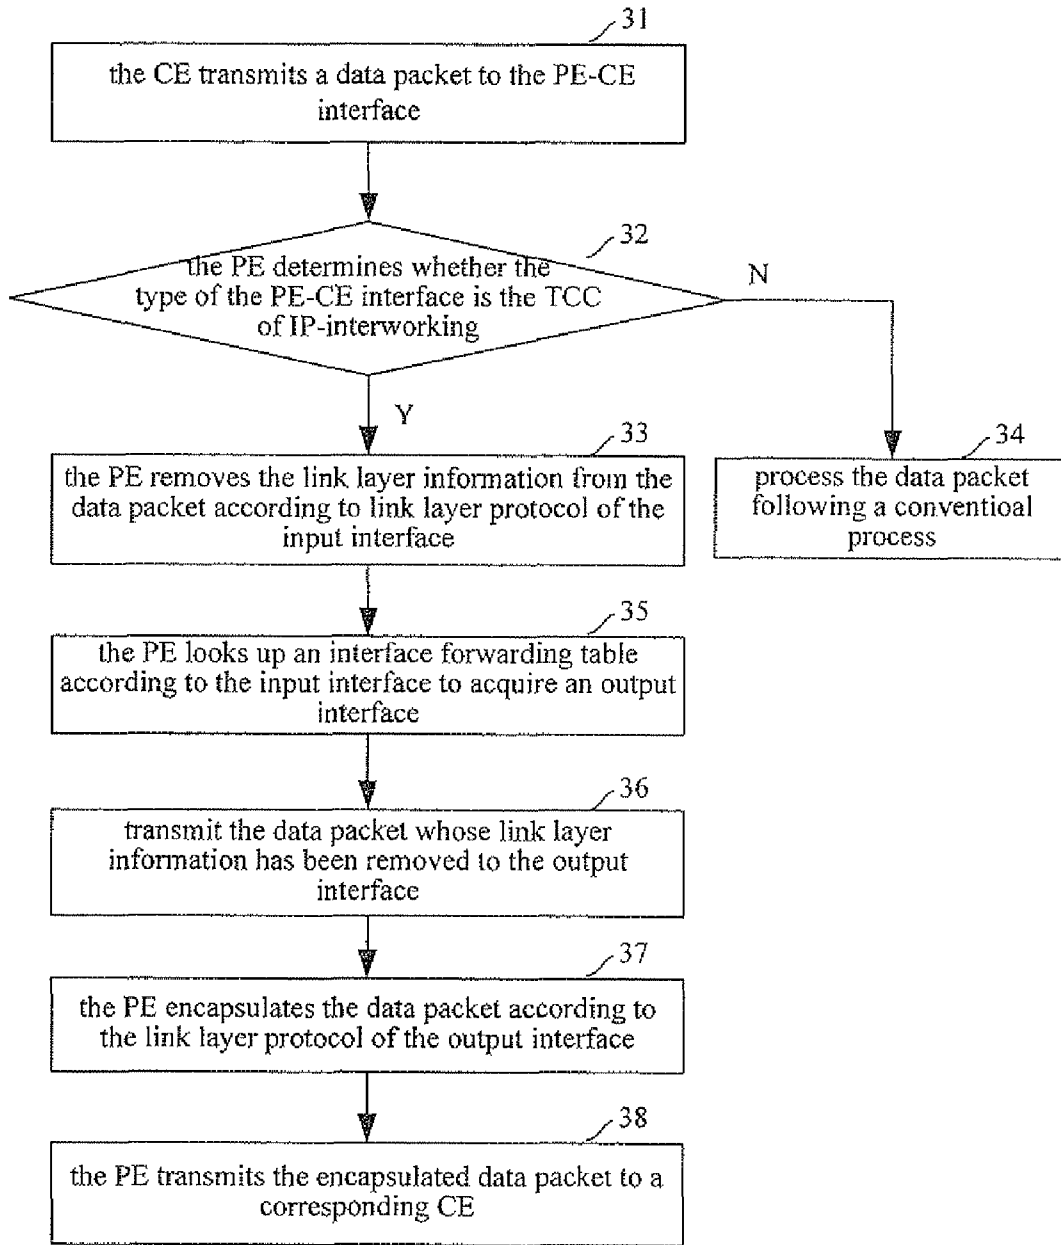 31
the CE transmits a data packet to the PE-CE
interface
32
the PE determines whether the
type of the PE-CE interface is the TCC
of IP-interworking
N
Y
33
the PE removes the link layer information from the
data packet according to link layer protocol of the
input interface
34
process the data packet
following a conventioal
process
35
the PE looks up an interface forwarding table
according to the input interface to acquire an output
interface
36
transmit the data packet whose link layer
information has been removed to the output
interface
37
the PE encapsulates the data packet according to
the link layer protocol of the output interface
38
the PE transmits the encapsulated data packet to a
corresponding CE